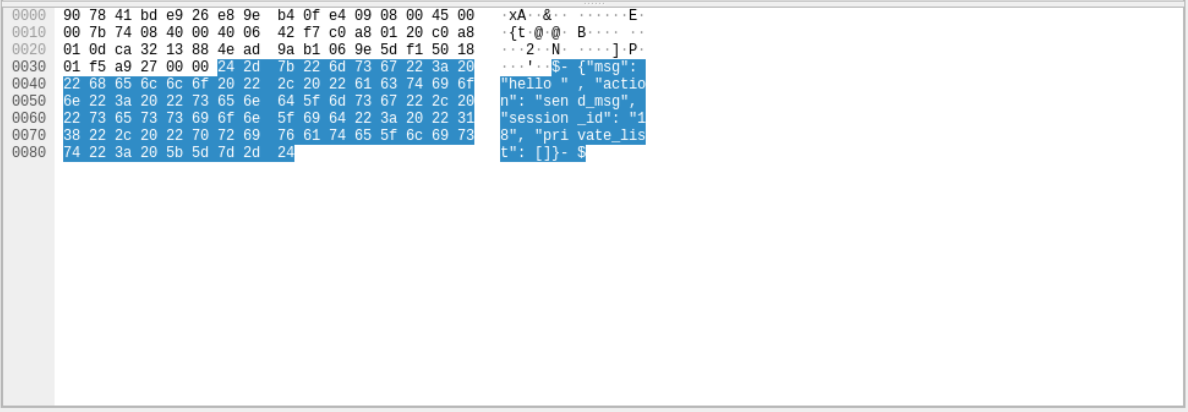 0000 90 78 41 bd e9 26 e8 9e b4 0f e4 09 08 00 45 00 ·xA··&·· ······E·
0010 00 7b 74 08 40 00 40 06 42 f7 c0 a8 01 20 c0 a8 ·{t·@·@· B···· ··
0020 01 0d ca 32 13 88 4e ad 9a b1 06 9e 5d f1 50 18 ···2··N· ····]·P·
0030 01 f5 a9 27 00 00 24 2d 7b 22 6d 73 67 22 3a 20 ···'··$- {"msg":
0040 22 68 65 6c 6c 6f 20 22 2c 20 22 61 63 74 69 6f "hello " , "actio
0050 6e 22 3a 20 22 73 65 6e 64 5f 6d 73 67 22 2c 20 n": "sen d_msg",
0060 22 73 65 73 73 69 6f 6e 5f 69 64 22 3a 20 22 31 "session _id": "1
0070 38 22 2c 20 22 70 72 69 76 61 74 65 5f 6c 69 73 8", "pri vate_lis
0080 74 22 3a 20 5b 5d 7d 2d 24 t": []}- $